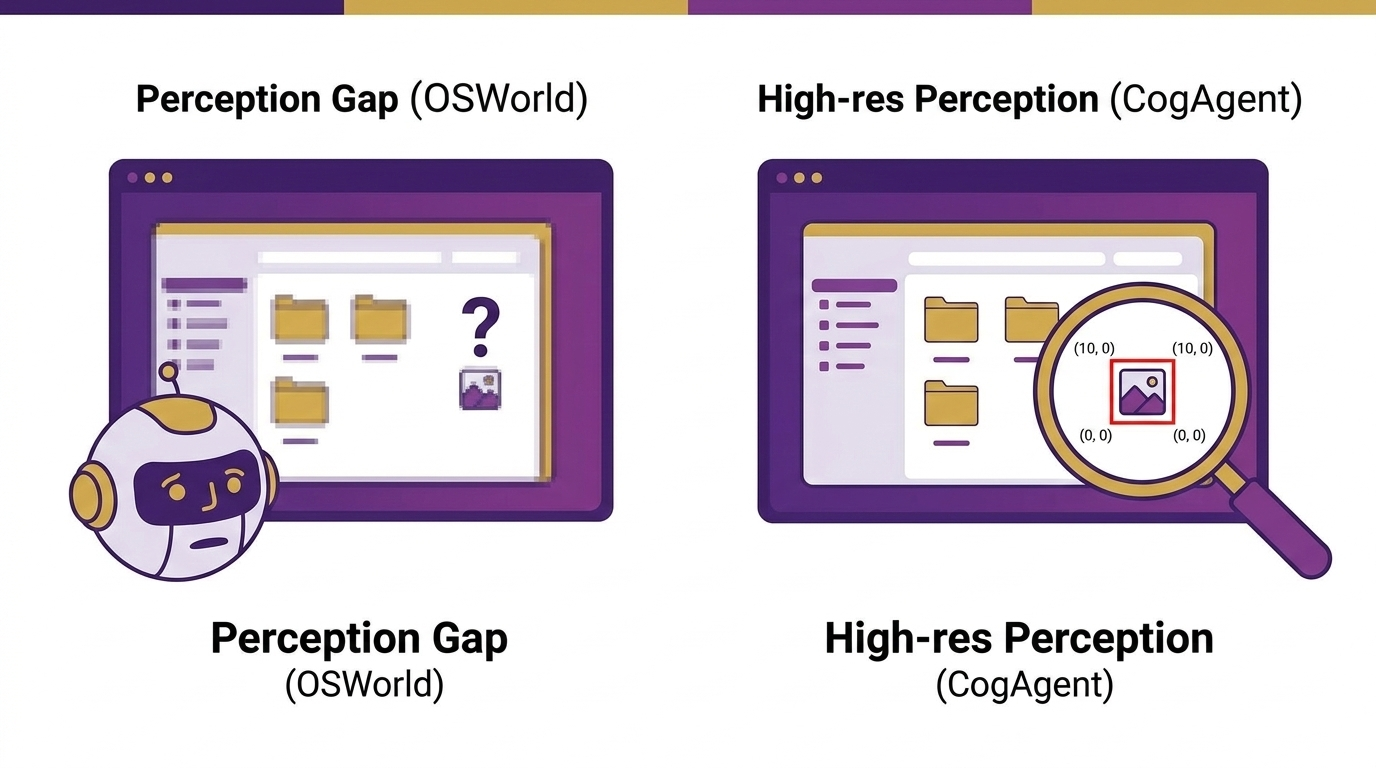 Perception Gap (OSWorld)
High-res Perception (CogAgent)
?
(10, 0) (10, 0)
(0, 0) (0, 0)
Perception Gap
(OSWorld)
High-res Perception
(CogAgent)